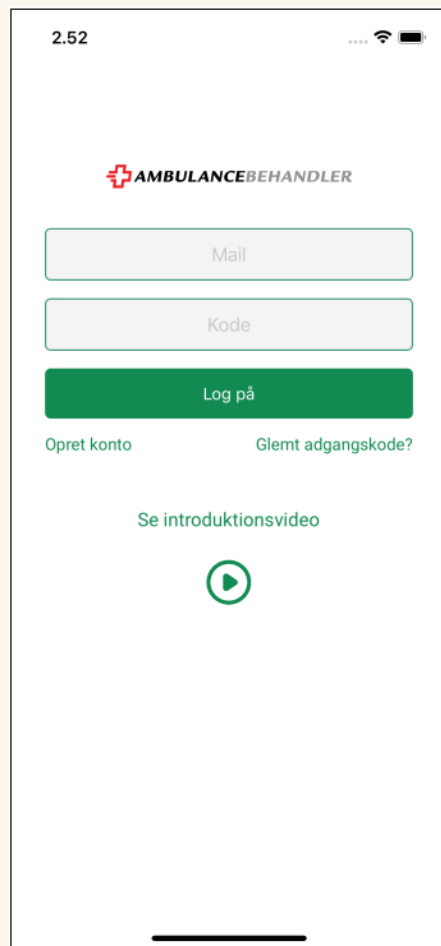 2.52
AMBULANCEBEHANDLER
Mail
Kode
Log på
Opret konto Glemt adgangskode?
Se introduktionsvideo